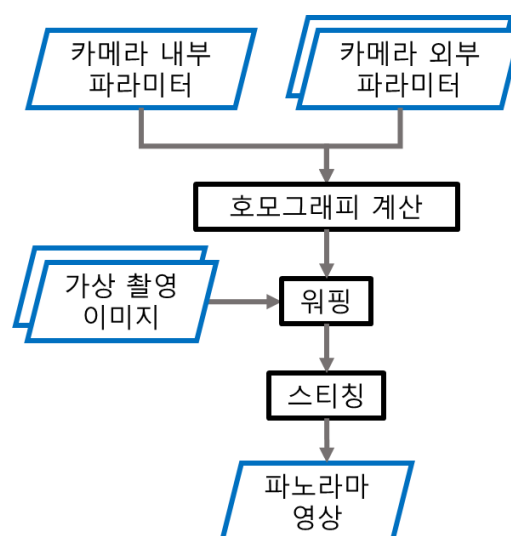 카메라 내부
파라미터
카메라 외부
파라미터
호모그래피 계산
가상 촬영
이미지
워핑
스티칭
파노라마
영상